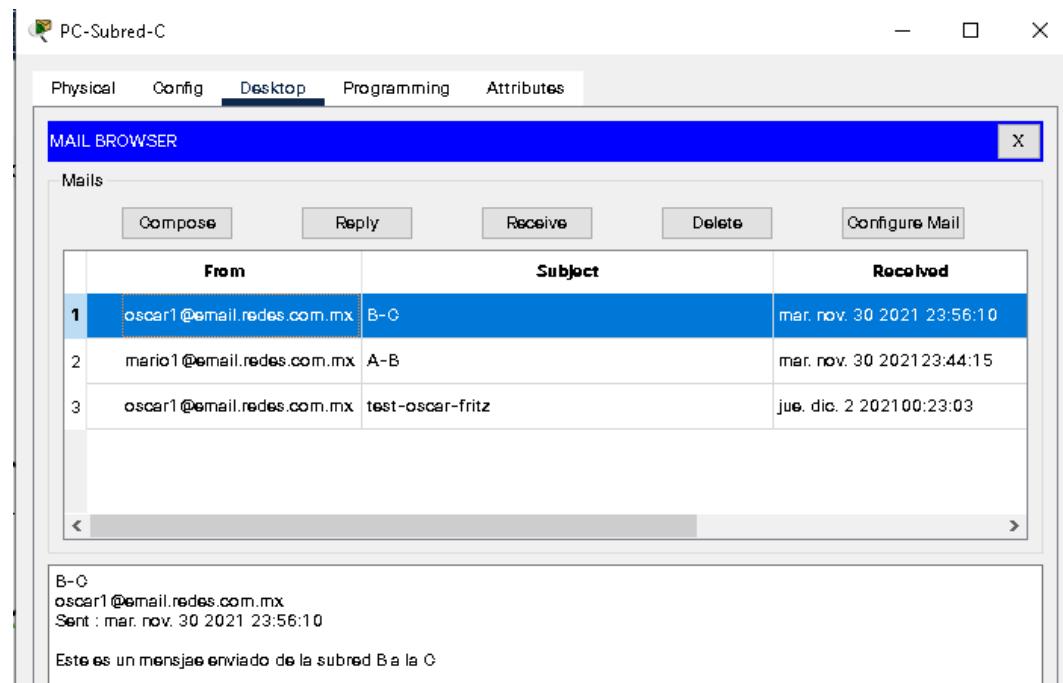 PC-Subred-C
Physical Config Desktop Programming Attributes
MAIL BROWSER X
Mails
Compose Reply Receive Delete Configure Mail
From Subject Received
1 oscar1@email.redes.com.mx B-C mar. nov. 30 2021 23:56:10
2 mario1@email.redes.com.mx A-B mar. nov. 30 2021 23:44:15
3 oscar1@email.redes.com.mx test-oscar-fritz jue. dic. 2 2021 00:23:03
B-C
oscar1@email.redes.com.mx
Sent : mar. nov. 30 2021 23:56:10
Este es un mensjae enviado de la subred B a la C